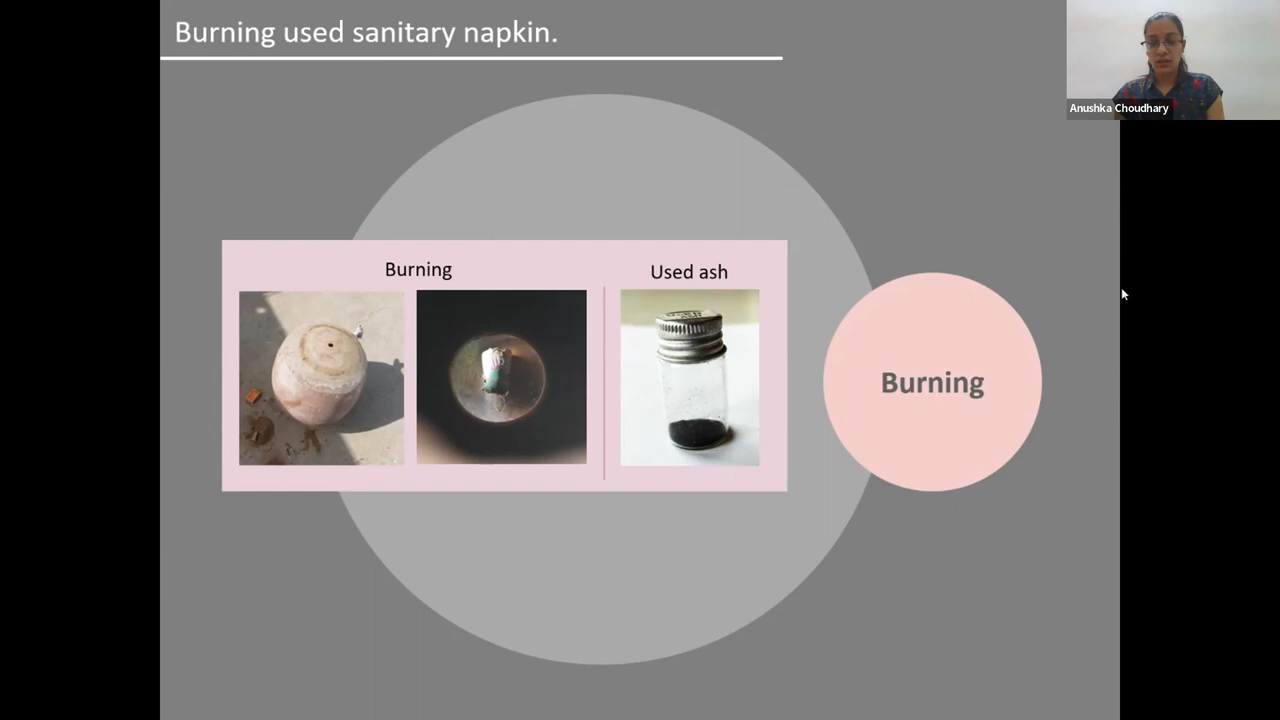 Burning used sanitary napkin.
Anushka Choudhary
Burning
Used ash
Burning